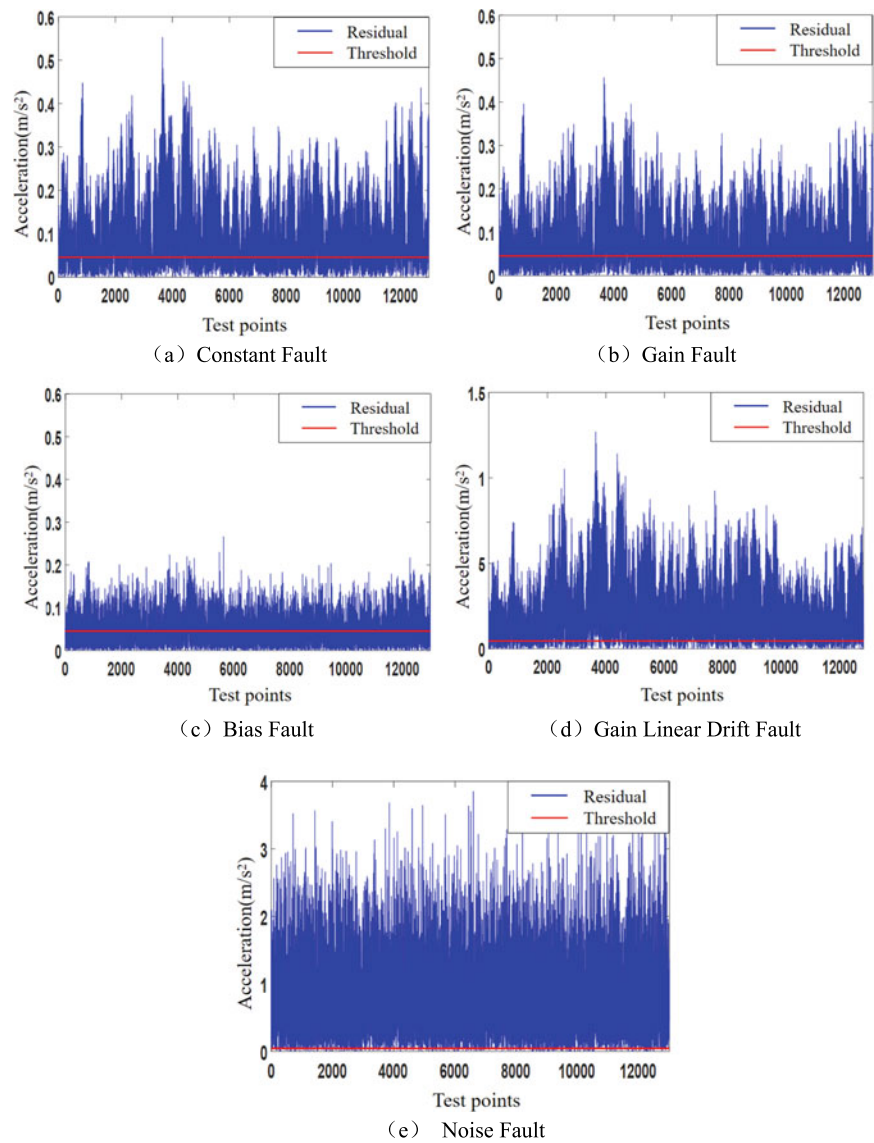 0.6
0.5
0.4
0.3
0.2
0.1
0
Acceleration(m/s²)
Residual
Threshold
0 2000 4000 6000 8000 10000 12000
Test points
（a）Constant Fault
0.6
0.5
0.4
0.3
0.2
0.1
0
Acceleration(m/s²)
Residual
Threshold
0 2000 4000 6000 8000 10000 12000
Test points
（b）Gain Fault
0.6
0.5
0.4
0.3
0.2
0.1
0
Acceleration(m/s²)
Residual
Threshold
0 2000 4000 6000 8000 10000 12000
Test points
（c）Bias Fault
1.5
1
5
0
Acceleration(m/s²)
Residual
Threshold
0 2000 4000 6000 8000 10000 12000
Test points
（d）Gain Linear Drift Fault
4
3
2
1
0
Acceleration(m/s²)
Residual
Threshold
0 2000 4000 6000 8000 10000 12000
Test points
（e） Noise Fault